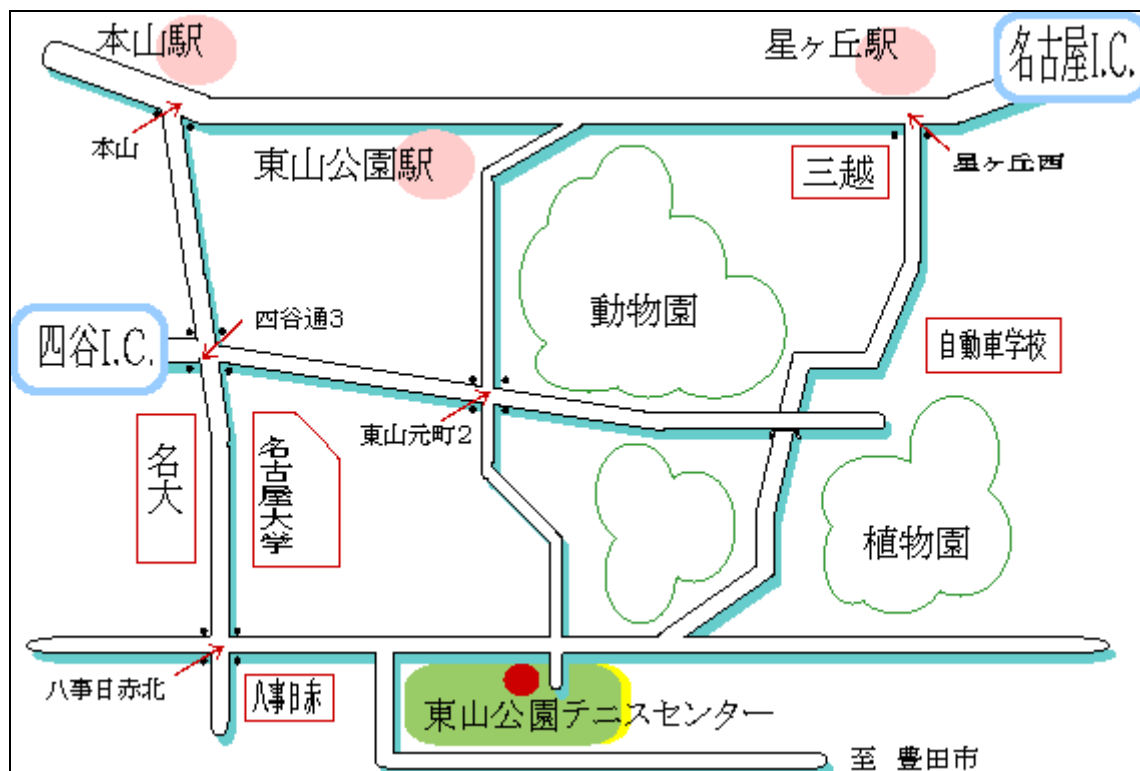 本山駅
星ヶ丘駅
名古屋I.C.
本山
東山公園駅
三越
星ヶ丘西
四谷I.C.
四谷通3
動物園
自動車学校
東山元町2
名大
名古屋大学
植物園
八事日赤北
八事日赤
東山公園テニスセンター
至 豊田市